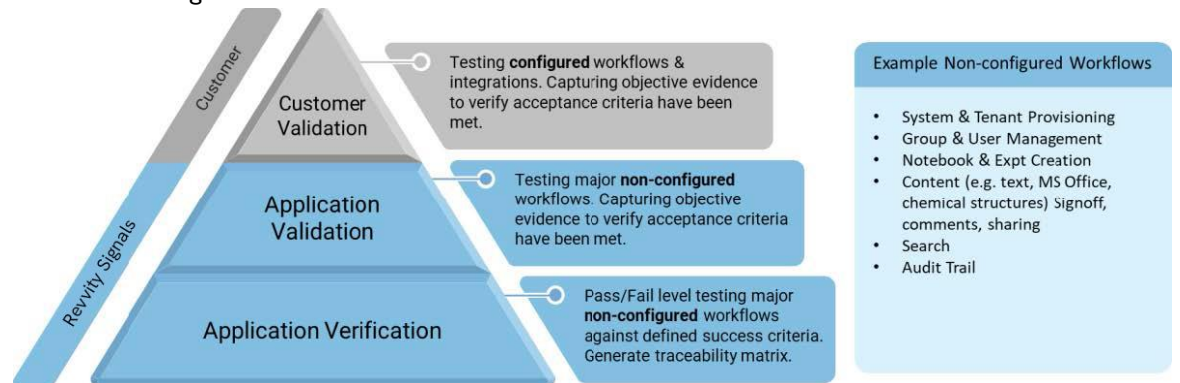 g
Customer
Revvity Signals
Customer
Validation
Application
Validation
Application Verification
Testing configured workflows &
integrations. Capturing objective evidence
to verify acceptance criteria have been
met.
Testing major non-configured
workflows. Capturing objective
evidence to verify acceptance criteria
have been met.
Pass/Fail level testing major
non-configured workflows
against defined success criteria.
Generate traceability matrix.
Example Non-configured Workflows
• System & Tenant Provisioning
• Group & User Management
• Notebook & Expt Creation
• Content (e.g. text, MS Office,
chemical structures) Signoff,
comments, sharing
• Search
• Audit Trail